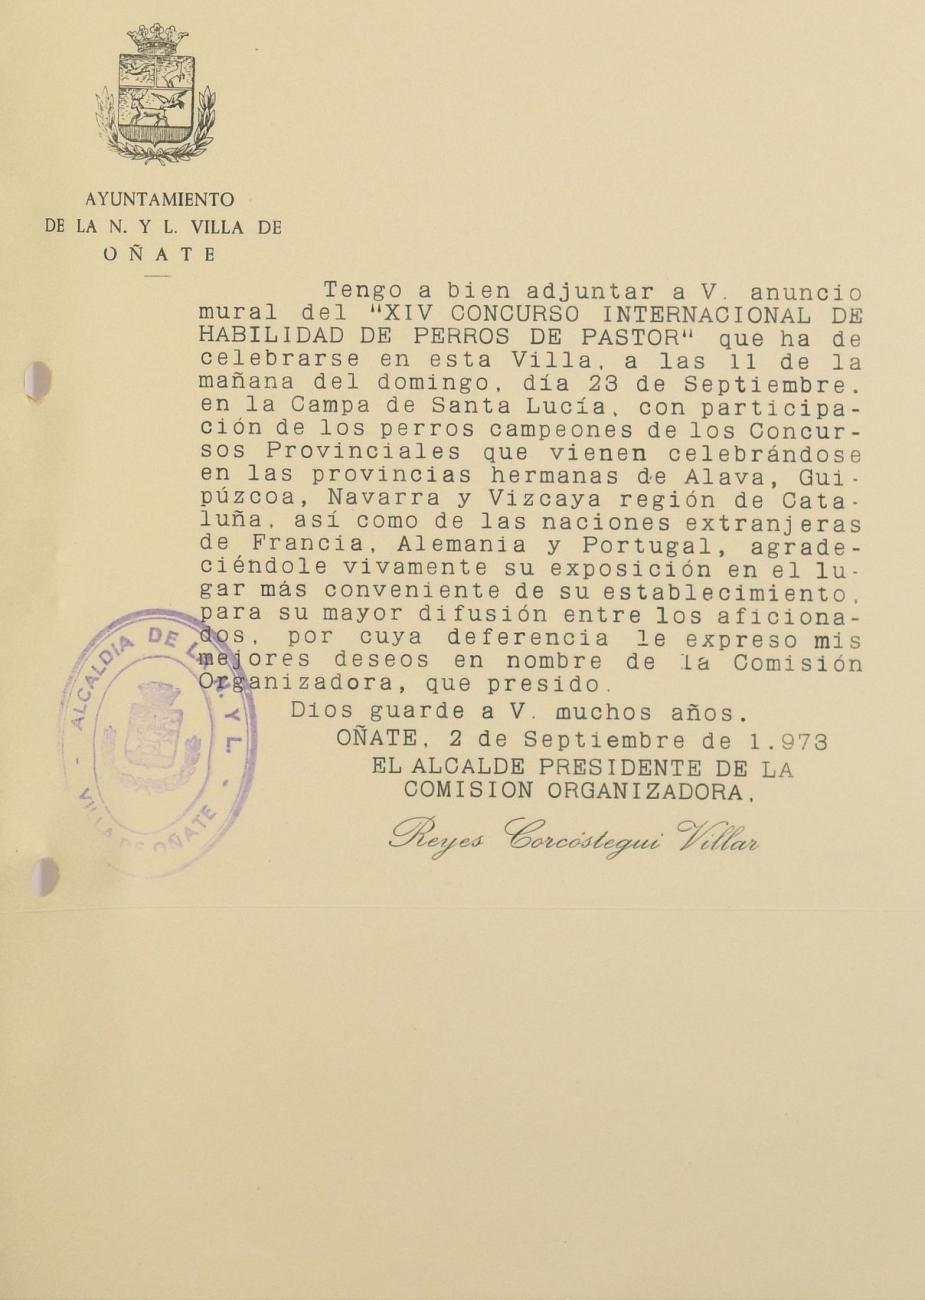 AYUNTAMIENTO
DE LA N. Y L. VILLA DE
OÑATE
Tengo a bien adjuntar a V. anuncio
mural del "XIV CONCURSO INTERNACIONAL DE
HABILIDAD DE PERROS DE PASTOR" que ha de
celebrarse en esta Villa, a las 11 de la
mañana del domingo, día 23 de Septiembre.
en la Campa de Santa Lucía, con participa-
ción de los perros campeones de los Concur-
sos Provinciales que vienen celebrándose
en las provincias hermanas de Alava, Gui-
púzcoa, Navarra y Vizcaya región de Cata-
luña, así como de las naciones extranjeras
de Francia, Alemania y Portugal, agrade-
ciéndole vivamente su exposición en el lu-
gar más conveniente de su establecimiento,
para su mayor difusión entre los aficiona-
dos, por cuya deferencia le expreso mis
mejores deseos en nombre de la Comisión
Organizadora, que presido.
Dios guarde a V. muchos años.
OÑATE, 2 de Septiembre de 1.973
EL ALCALDE PRESIDENTE DE LA
COMISION ORGANIZADORA,
Reyes Corcóstegui Villar
ALCALDIA DE LA N. Y L.
VILLA DE OÑATE